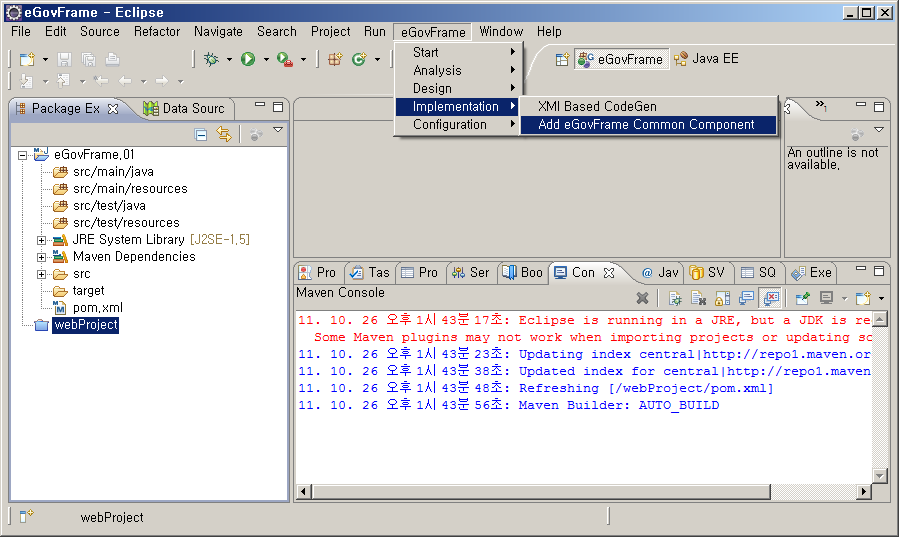 eGovFrame - Eclipse
File Edit Source Refactor Navigate Search Project Run eGovFrame Window Help
Start
Analysis
Design
Implementation
Configuration
XMI Based CodeGen
Add eGovFrame Common Component
eGovFrame
Java EE
Package Ex
Data Sourc
eGovFrame.01
src/main/java
src/main/resources
src/test/java
src/test/resources
JRE System Library [J2SE-1.5]
Maven Dependencies
src
target
pom.xml
webProject
»1
An outline is not
available.
Pro Tas Pro Ser Boo Con Jav SV SQ Exe
Maven Console
11. 10. 26 오후 1시 43분 17초: Eclipse is running in a JRE, but a JDK is re
Some Maven plugins may not work when importing projects or updating so
11. 10. 26 오후 1시 43분 23초: Updating index central|http://repo1.maven.or
11. 10. 26 오후 1시 43분 38초: Updated index for central|http://repo1.maven
11. 10. 26 오후 1시 43분 48초: Refreshing [/webProject/pom.xml]
11. 10. 26 오후 1시 43분 56초: Maven Builder: AUTO_BUILD
webProject